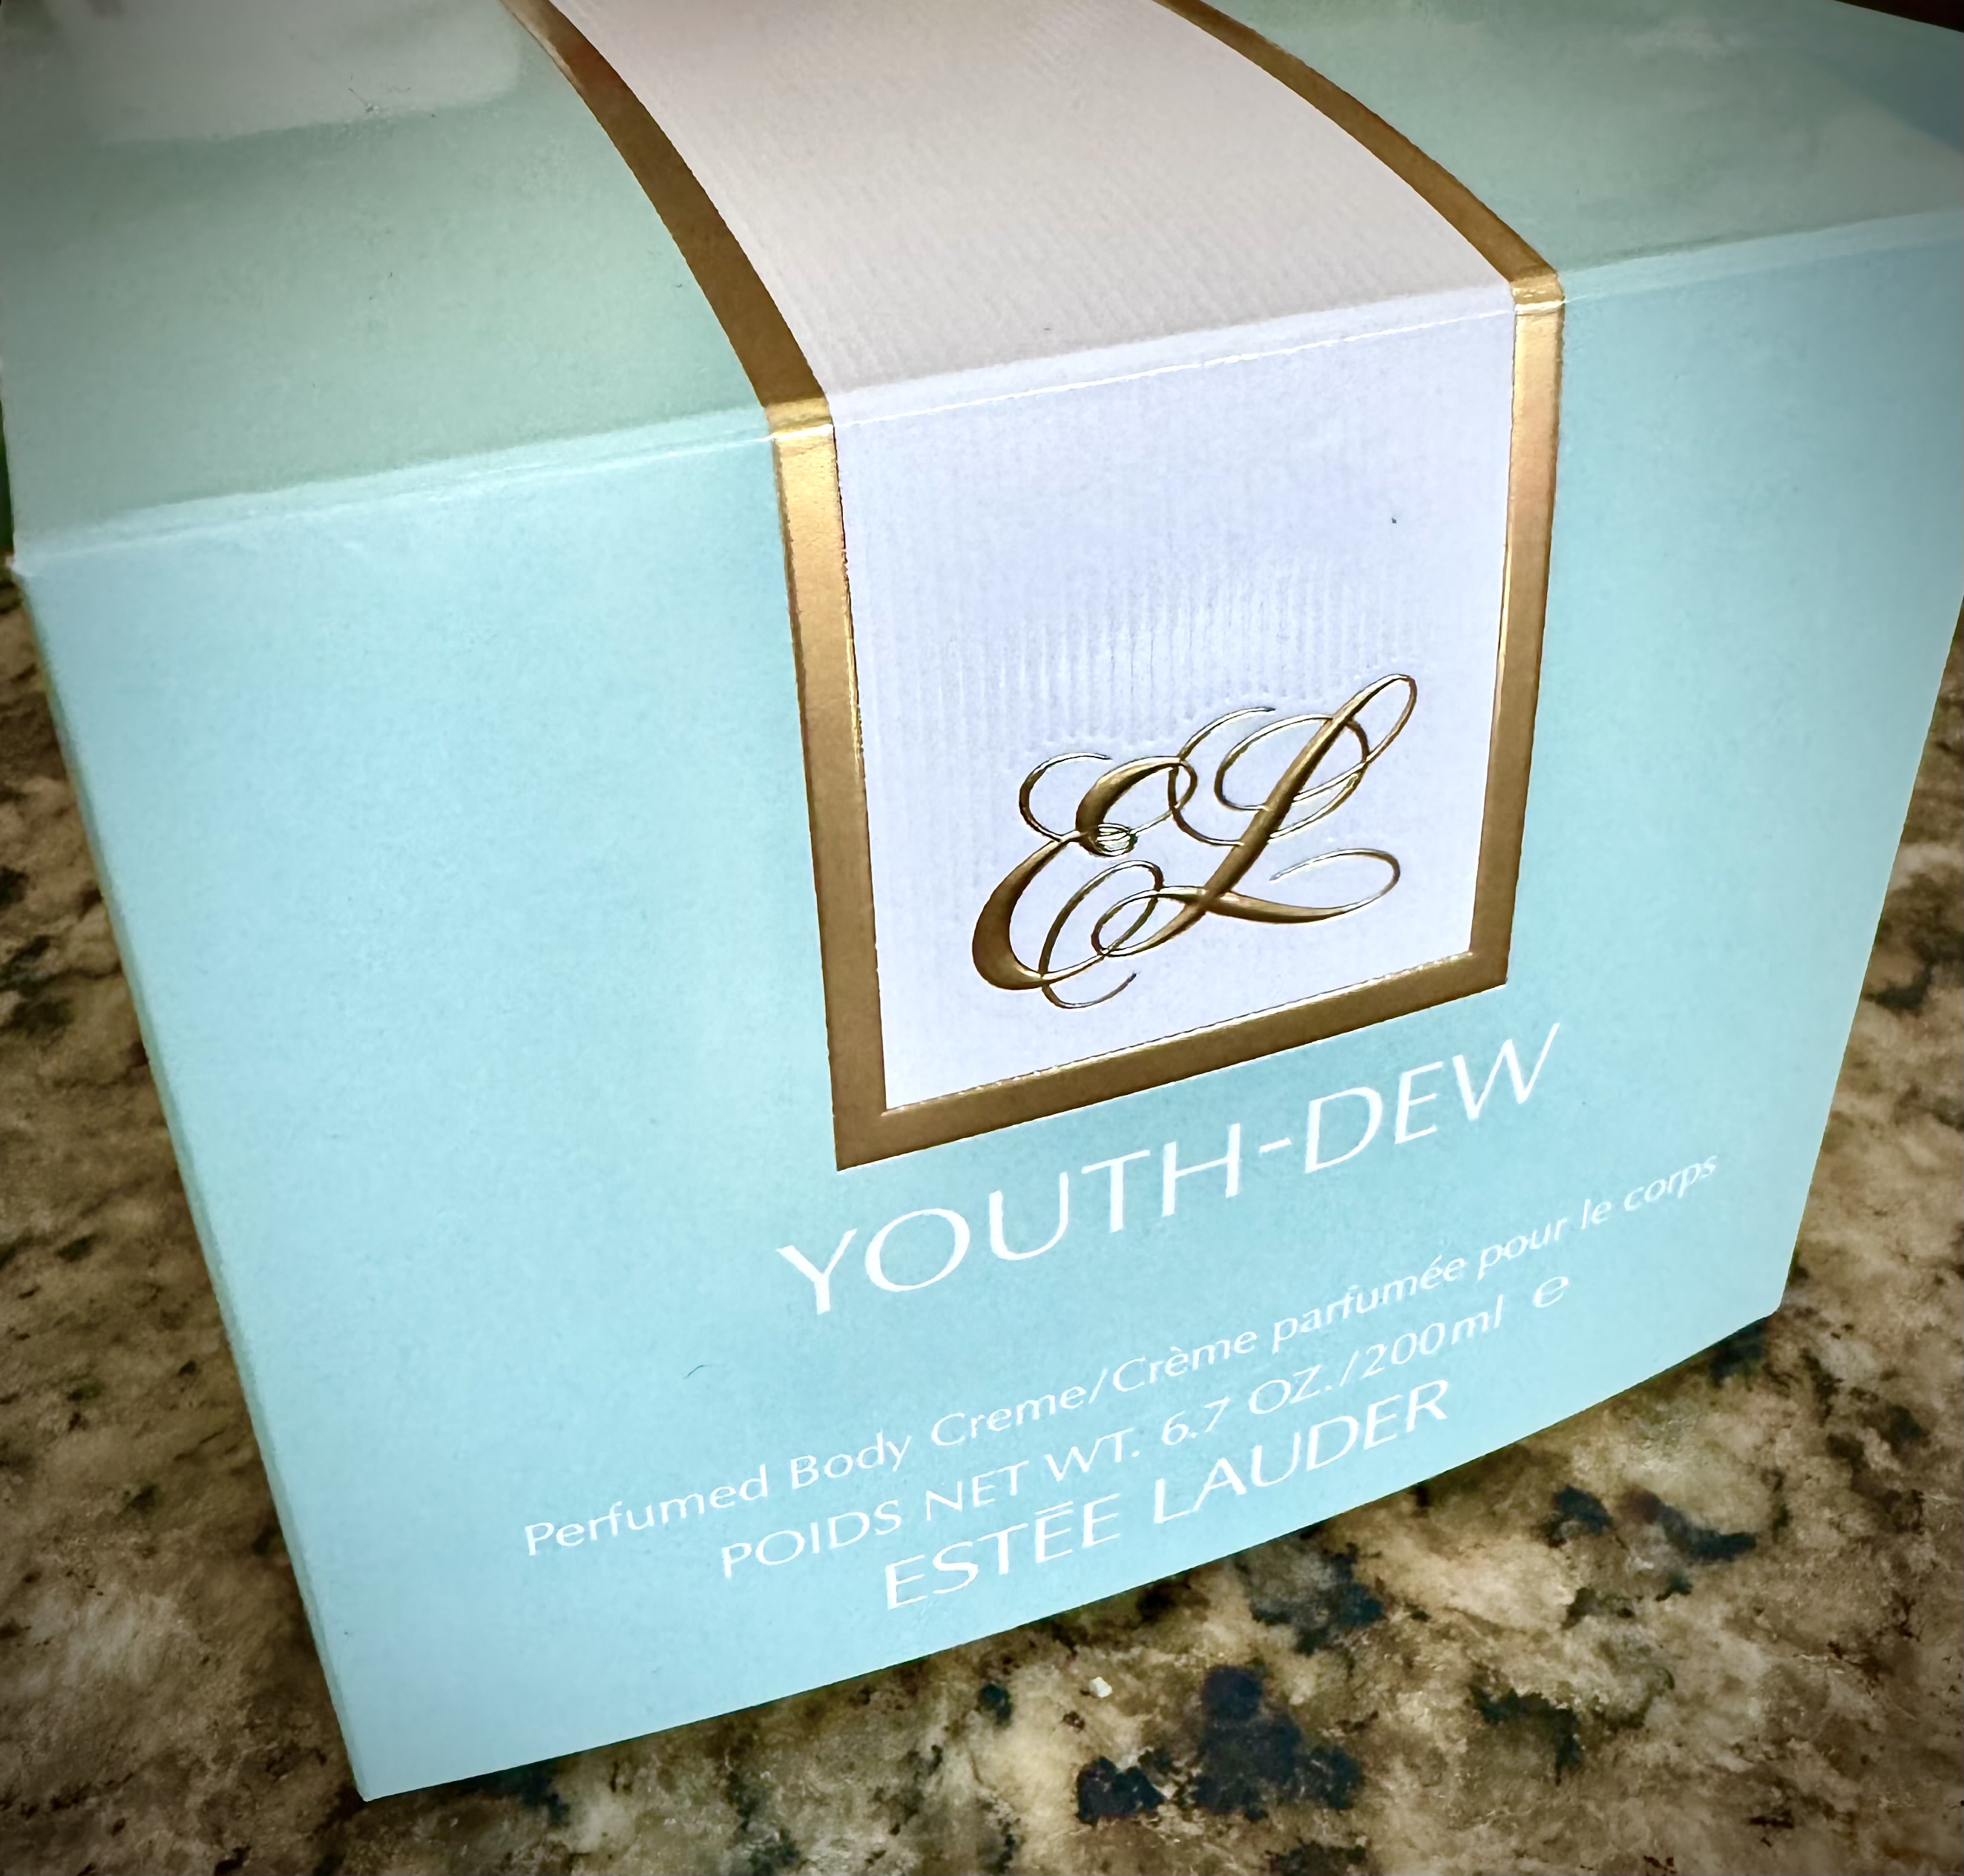 EL
YOUTH-DEW
Perfumed Body Creme/Crème parfumée pour le corps
POIDS NET WT. 6.7 OZ./200ml ℮
ESTĒE LAUDER